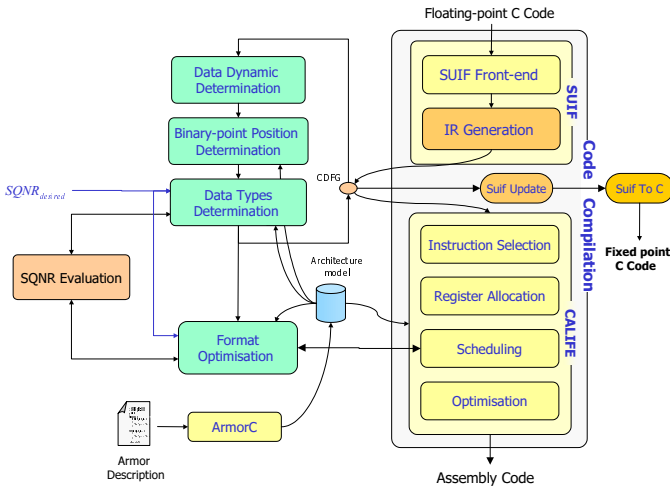 Floating-point C Code
Data Dynamic
Determination
SUIF Front-end
SUIF
Binary-point Position
Determination
IR Generation
Code Compilation
CDFG
SQNR desired
Data Types
Determination
Suif Update
Suif To C
Instruction Selection
Fixed point
C Code
SQNR Evaluation
Architecture
model
Register Allocation
CALIFE
Format
Optimisation
Scheduling
Optimisation
ArmorC
Armor
Description
Assembly Code